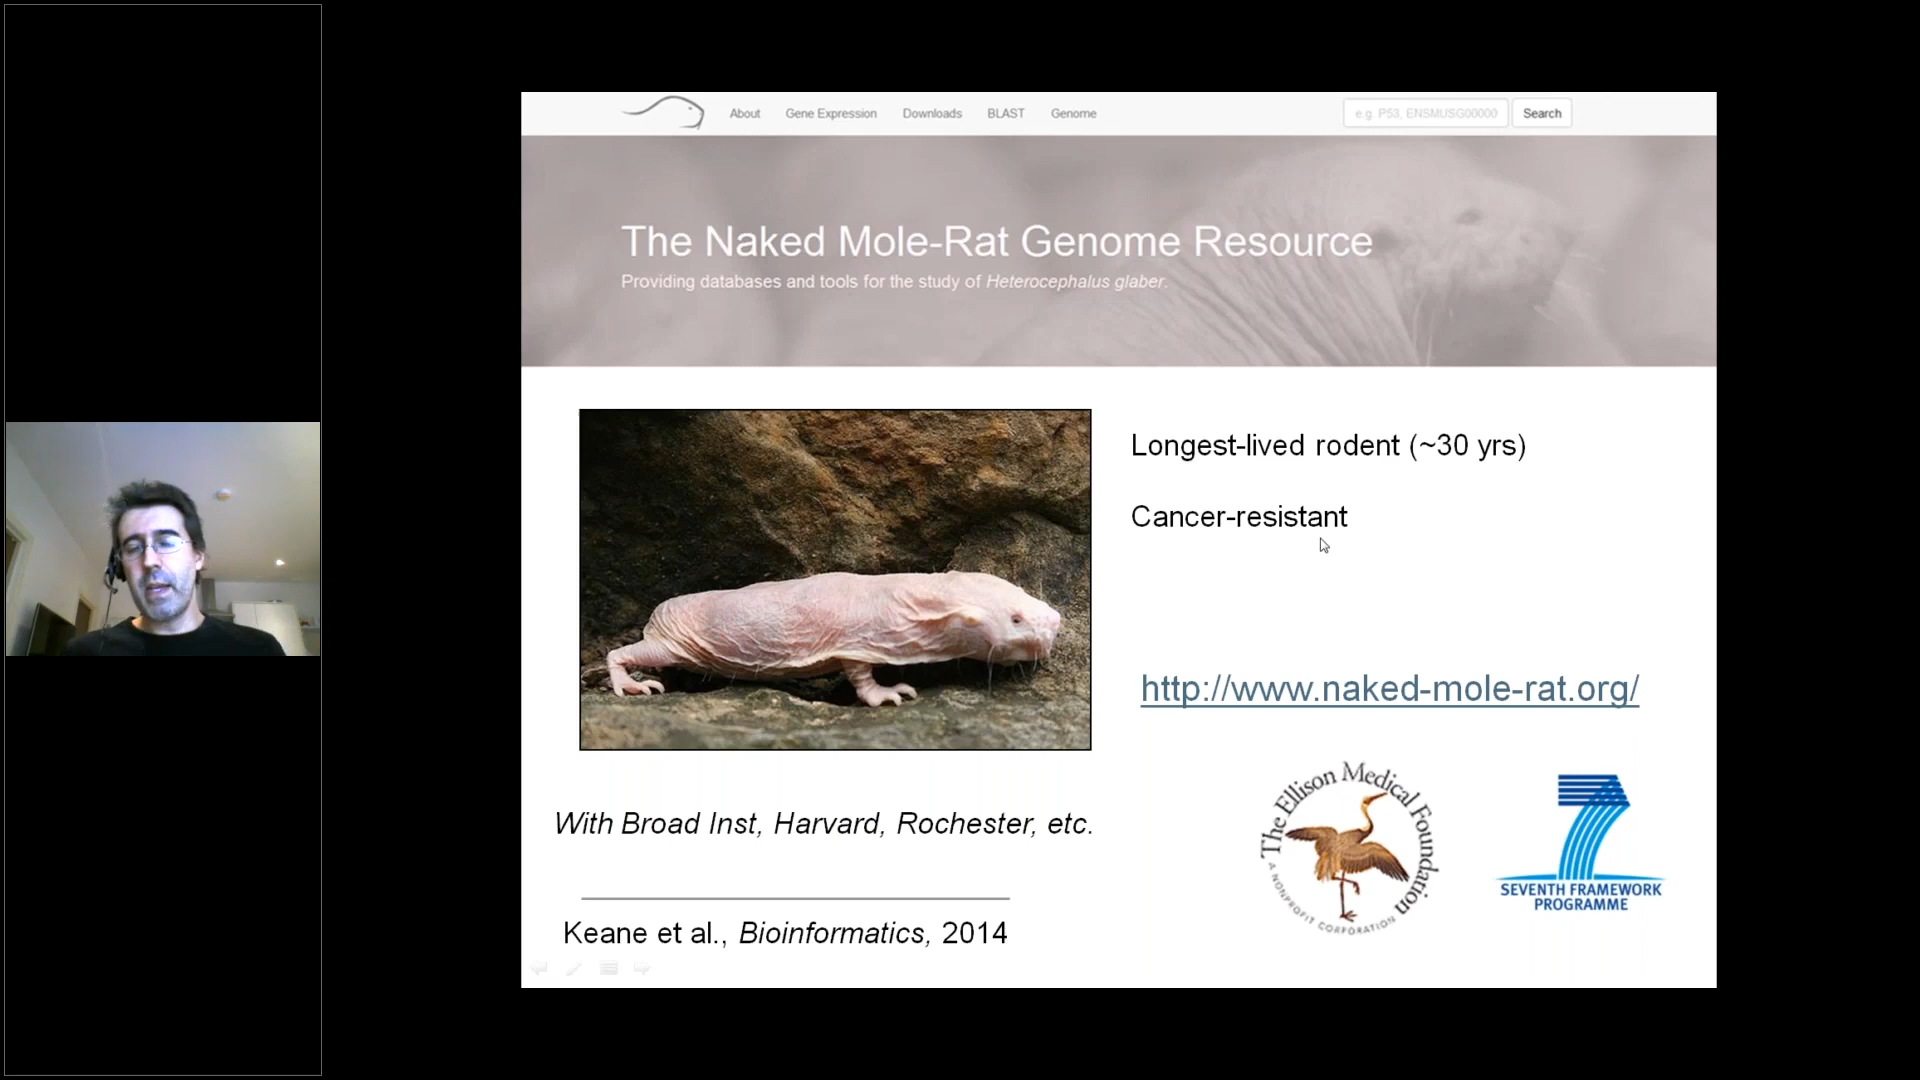 About Gene Expression Downloads BLAST Genome
e.g. P53, ENSMUSG00000 Search
The Naked Mole-Rat Genome Resource
Providing databases and tools for the study of Heterocephalus glaber.
Longest-lived rodent (~30 yrs)
Cancer-resistant
http://www.naked-mole-rat.org/
The Ellison Medical Foundation
A NONPROFIT CORPORATION
7
SEVENTH FRAMEWORK
PROGRAMME
With Broad Inst, Harvard, Rochester, etc.
Keane et al., Bioinformatics, 2014